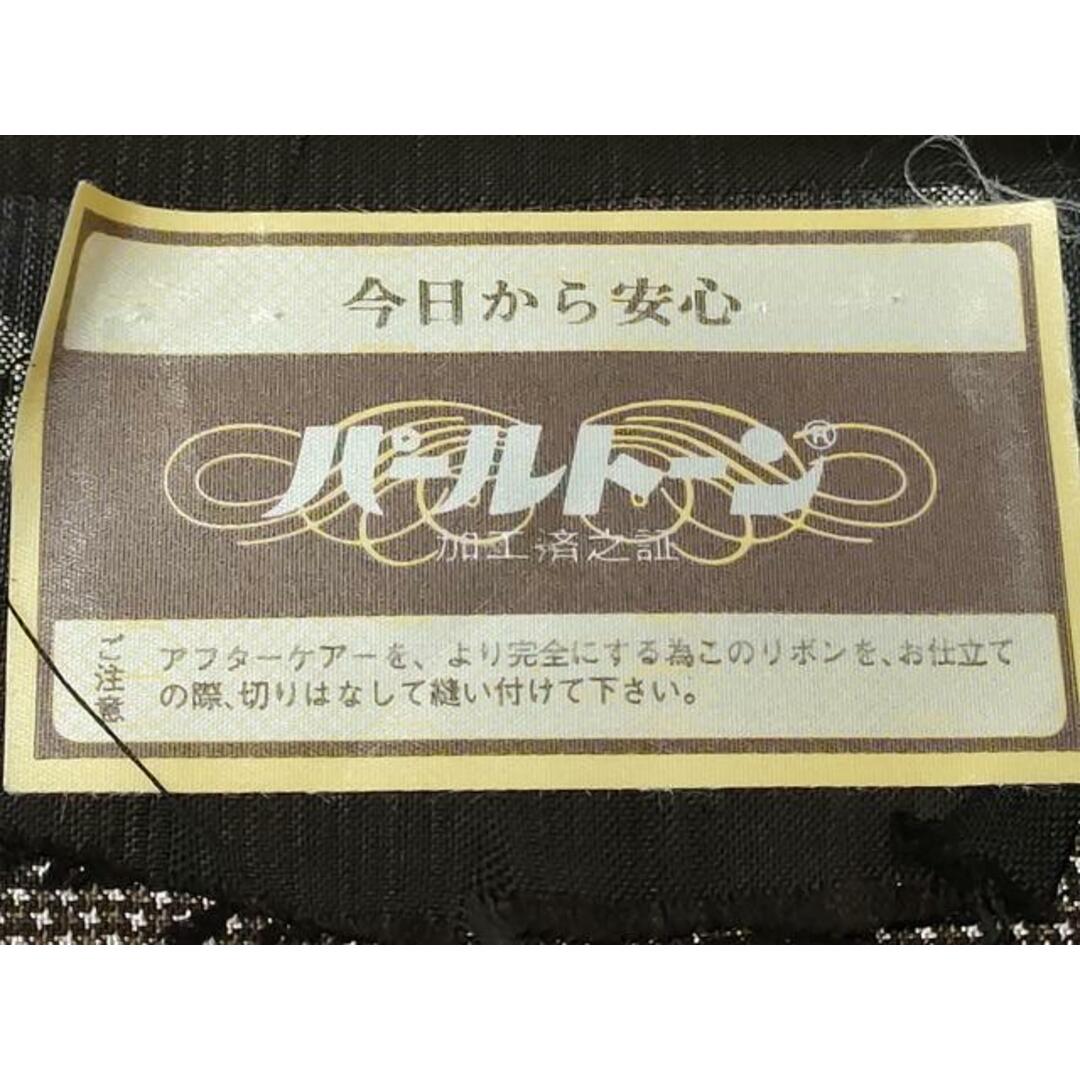 今日から安心
パールトーン®
加工済之証
ご注意
アフターケアーを、より完全にする為このリボンを、お仕立て
の際、切りはなして縫い付けて下さい。